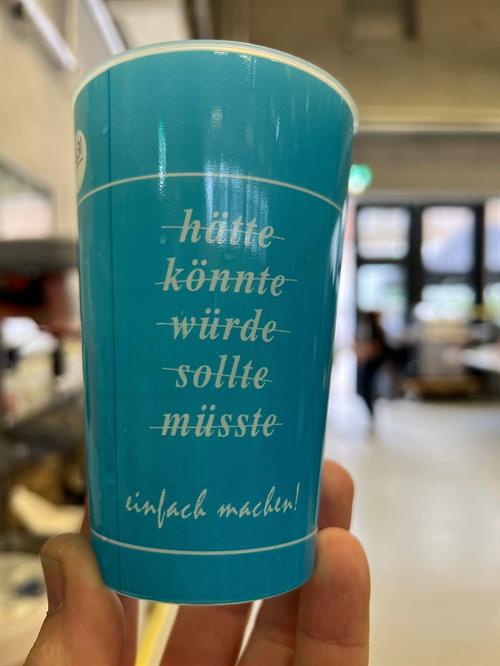 hätte
könnte
würde
sollte
müsste
einfach machen!